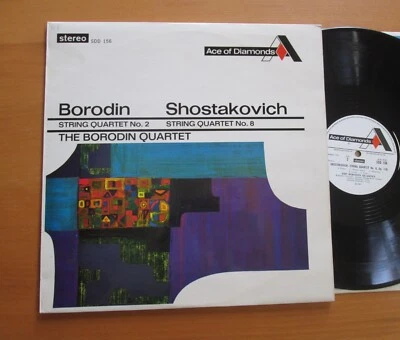 stereo SDD 156
Ace of Diamonds
Borodin Shostakovich
STRING QUARTET No. 2 STRING QUARTET No. 8
THE BORODIN QUARTET
Ace of Diamonds